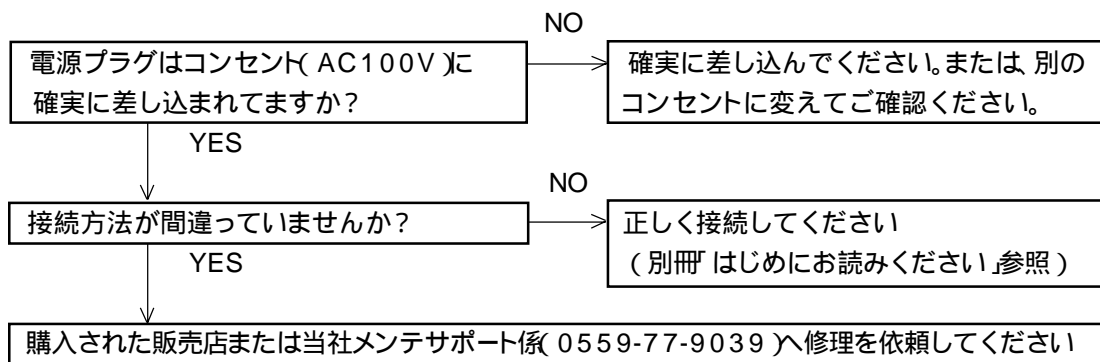 NO
電源プラグはコンセント(AC100V)に
確実に差し込まれてますか?
確実に差し込んでください。または、別の
コンセントに変えてご確認ください。
YES
NO
接続方法が間違っていませんか?
正しく接続してください
(別冊「はじめにお読みください」参照)
YES
購入された販売店または当社メンテサポート係(0559-77-9039)へ修理を依頼してください